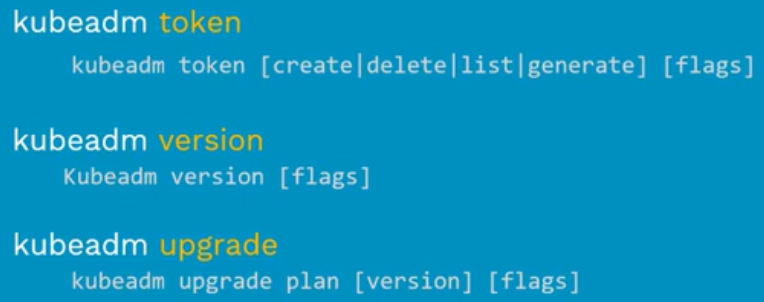 kubeadm token
kubeadm token [create|delete|list|generate] [flags]
kubeadm version
Kubeadm version [flags]
kubeadm upgrade
kubeadm upgrade plan [version] [flags]